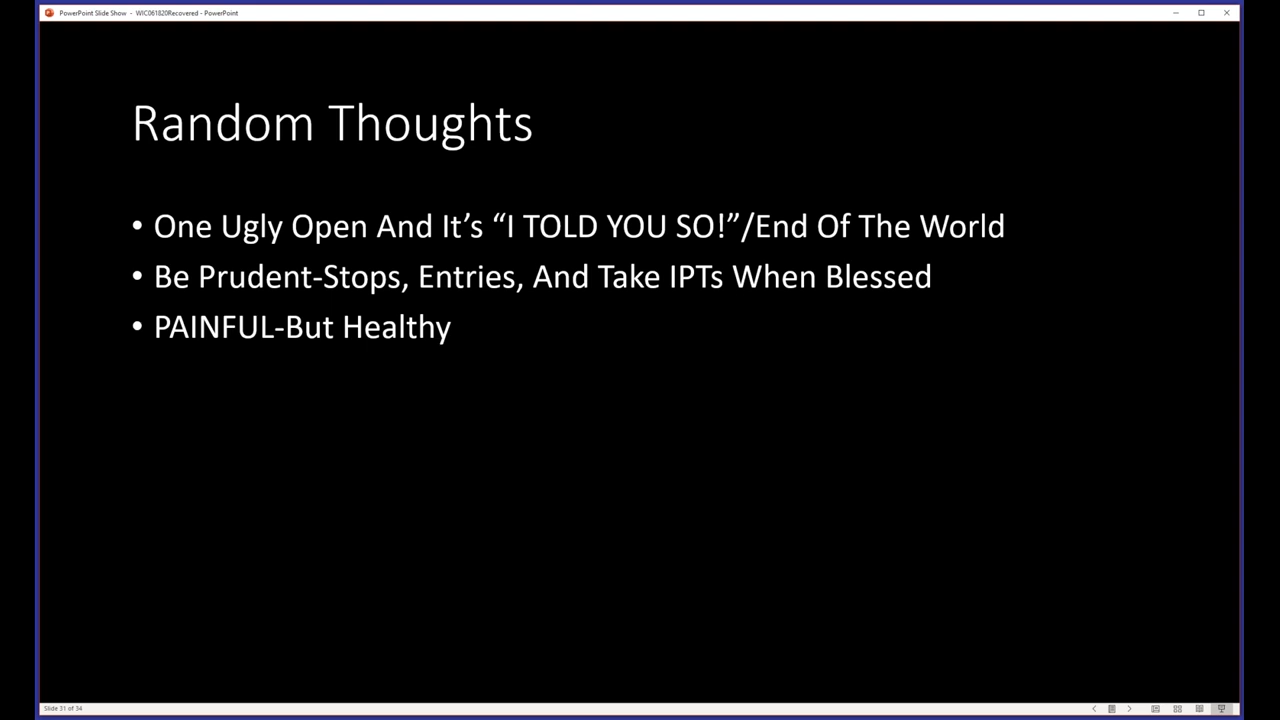 PowerPoint Slide Show - WIC061820Recovered - PowerPoint
Random Thoughts
• One Ugly Open And It’s “I TOLD YOU SO!”/End Of The World
• Be Prudent-Stops, Entries, And Take IPTs When Blessed
• PAINFUL-But Healthy
Slide 31 of 34